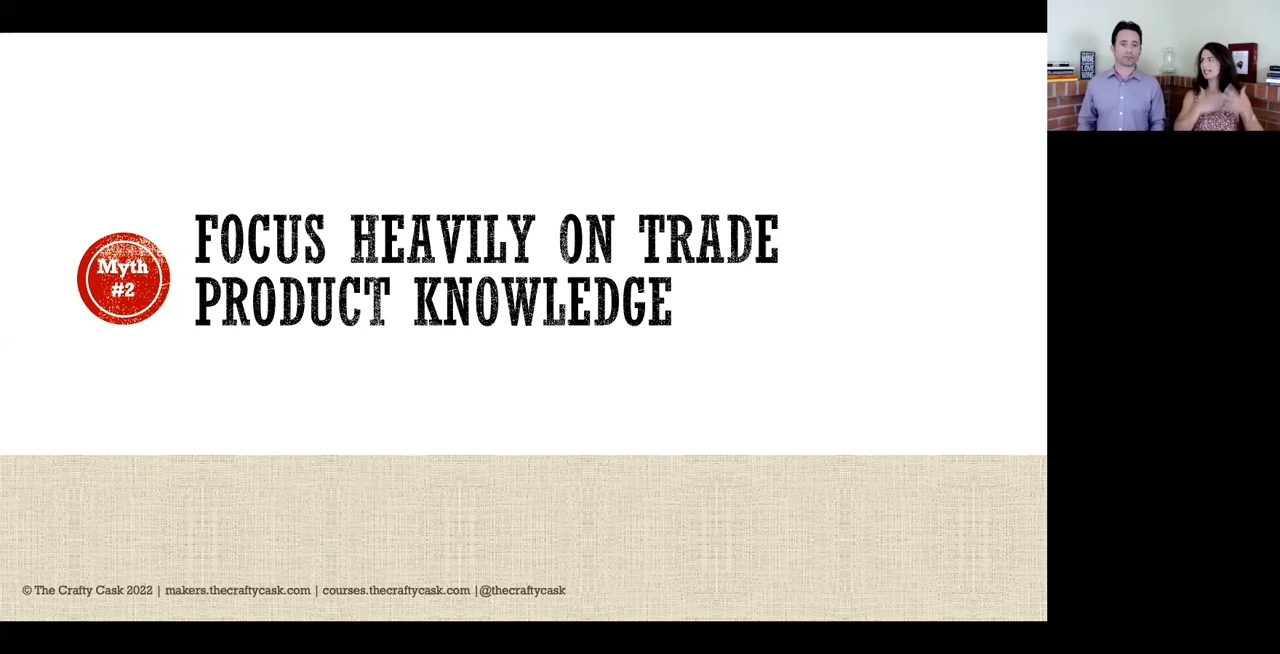 Myth
#2
FOCUS HEAVILY ON TRADE
PRODUCT KNOWLEDGE
© The Crafty Cask 2022 | makers.thecraftycask.com | courses.thecraftycask.com |@thecraftycask